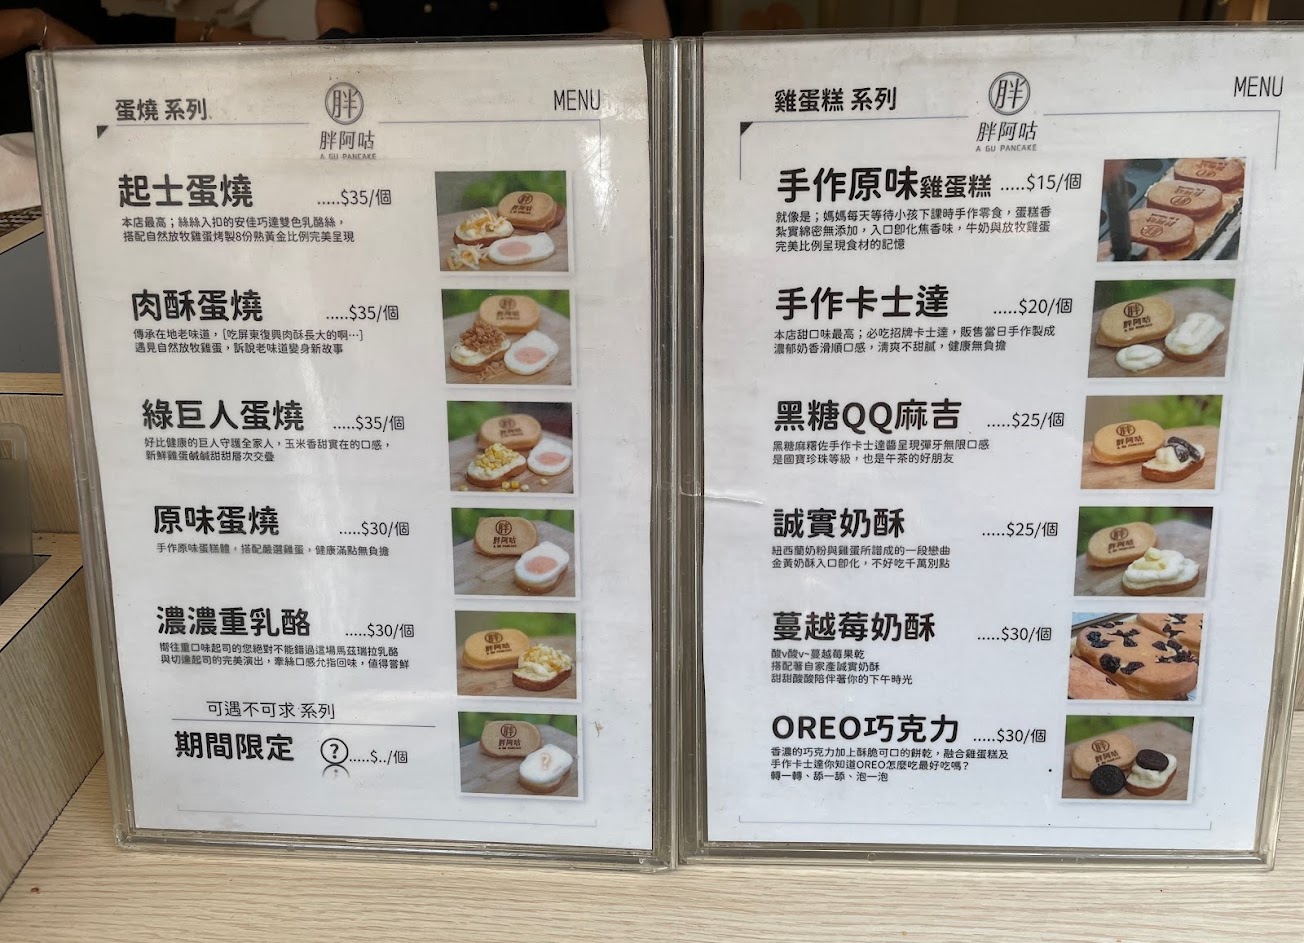 蛋燒 系列
胖
胖阿咕
A GU PANCAKE
MENU
起士蛋燒 .....$35/個
本店最高；絲絲入扣的安佳巧達雙色乳酪絲，
搭配自然放牧雞蛋烤製8份熟黃金比例完美呈現
肉酥蛋燒 .....$35/個
傳承在地老味道，[吃屏東復興肉酥長大的啊…]
遇見自然放牧雞蛋，訴說老味道變身新故事
綠巨人蛋燒 .....$35/個
好比健康的巨人守護全家人，玉米香甜實在的口感，
新鮮雞蛋鹹鹹甜甜層次交疊
原味蛋燒 .....$30/個
手作原味蛋糕體，搭配嚴選雞蛋，健康滿點無負擔
濃濃重乳酪 .....$30/個
嚮往重口味起司的您絕對不能錯過這場馬茲瑞拉乳酪
與切達起司的完美演出，牽絲口感允指回味，值得嘗鮮
可遇不可求 系列
期間限定 ?.....$../個
雞蛋糕 系列
胖
胖阿咕
A GU PANCAKE
MENU
手作原味雞蛋糕 .....$15/個
就像是；媽媽每天等待小孩下課時手作零食，蛋糕香
紮實綿密無添加，入口即化焦香味，牛奶與放牧雞蛋
完美比例呈現食材的記憶
手作卡士達 .....$20/個
本店甜口味最高；必吃招牌卡士達，販售當日手作製成
濃郁奶香滑順口感，清爽不甜膩，健康無負擔
黑糖QQ麻吉 .....$25/個
黑糖麻糬佐手作卡士達醬呈現彈牙無限口感
是國寶珍珠等級，也是午茶的好朋友
誠實奶酥 .....$25/個
紐西蘭奶粉與雞蛋所譜成的一段戀曲
金黃奶酥入口即化，不好吃千萬別點
蔓越莓奶酥 .....$30/個
酸v酸v~蔓越莓果乾
搭配著自家產誠實奶酥
甜甜酸酸陪伴著你的下午時光
OREO巧克力 .....$30/個
香濃的巧克力加上酥脆可口的餅乾，融合雞蛋糕及
手作卡士達你知道OREO怎麼吃最好吃嗎？
轉一轉、舔一舔、泡一泡